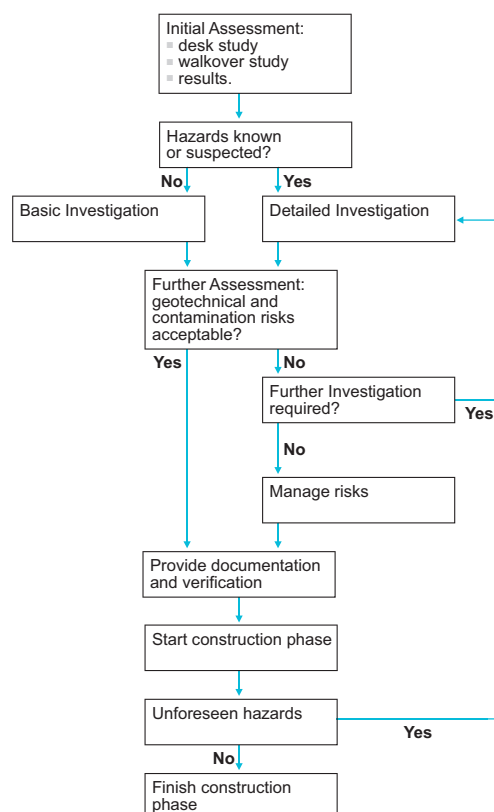 Initial Assessment:
desk study
walkover study
results.
Hazards known
or suspected?
No
Yes
Basic Investigation
Detailed Investigation
Further Assessment:
geotechnical and
contamination risks
acceptable?
Yes
No
Further Investigation
required?
Yes
No
Manage risks
Provide documentation
and verification
Start construction phase
Unforeseen hazards
Yes
No
Finish construction
phase